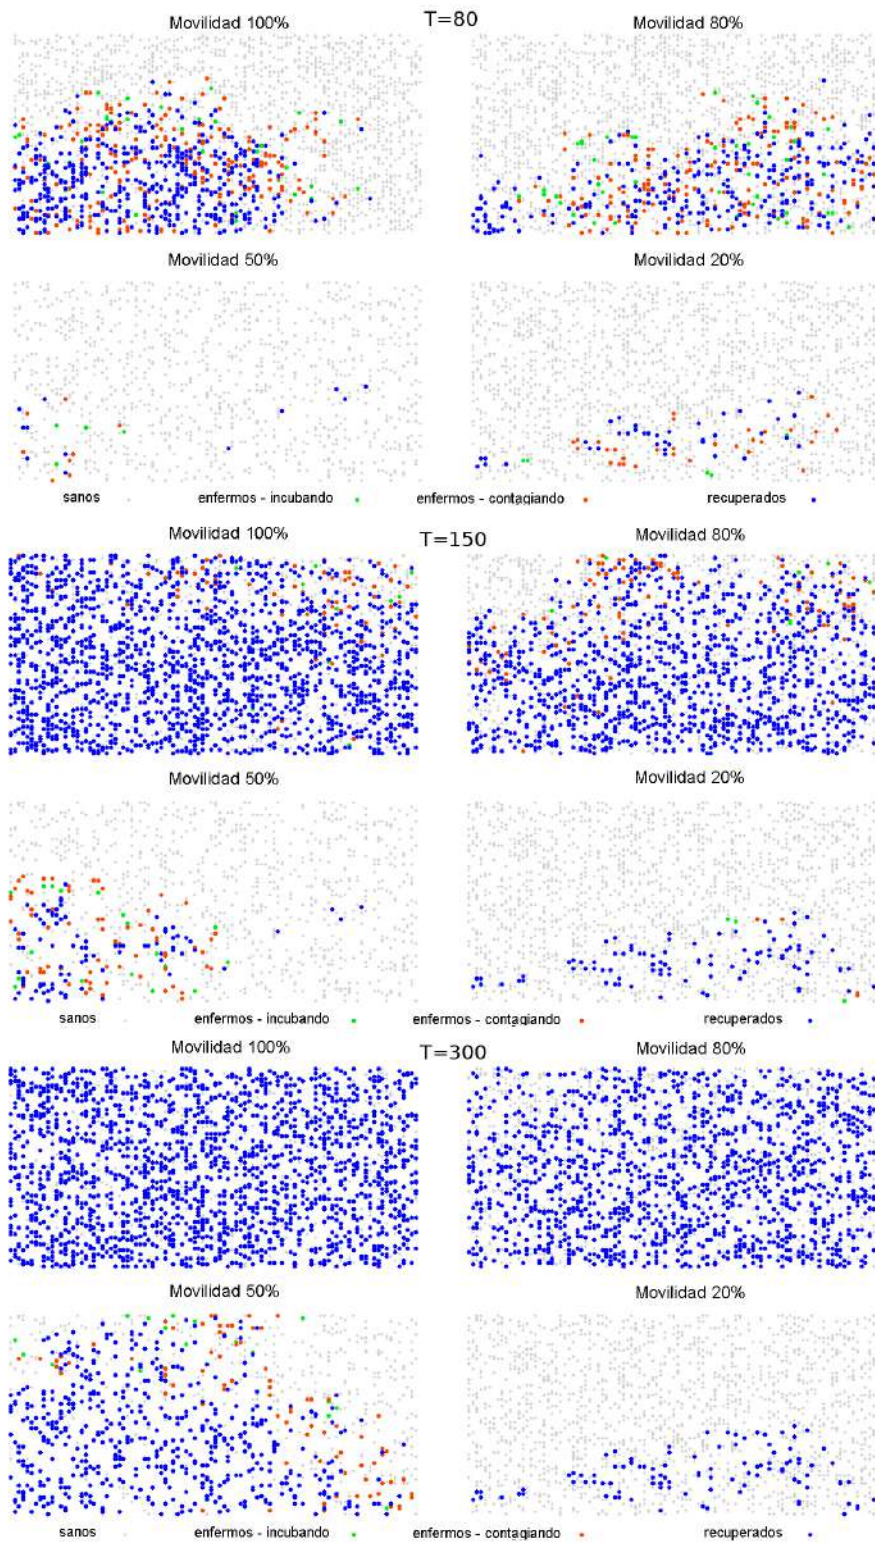 Movilidad 100% T=80 80%
Movilidad 50% Movilidad 20%
sanos enfermos - incubando enfermos - contagiando recuperados
Movilidad 100% T=150 Movilidad 80%
Movilidad 50% Movilidad 20%
sanos enfermos - incubando enfermos - contagiando recuperados
Movilidad 100% T=300 Movilidad 80%
Movilidad 50% Movilidad 20%
sanos enfermos - incubando enfermos - contagiando recuperados